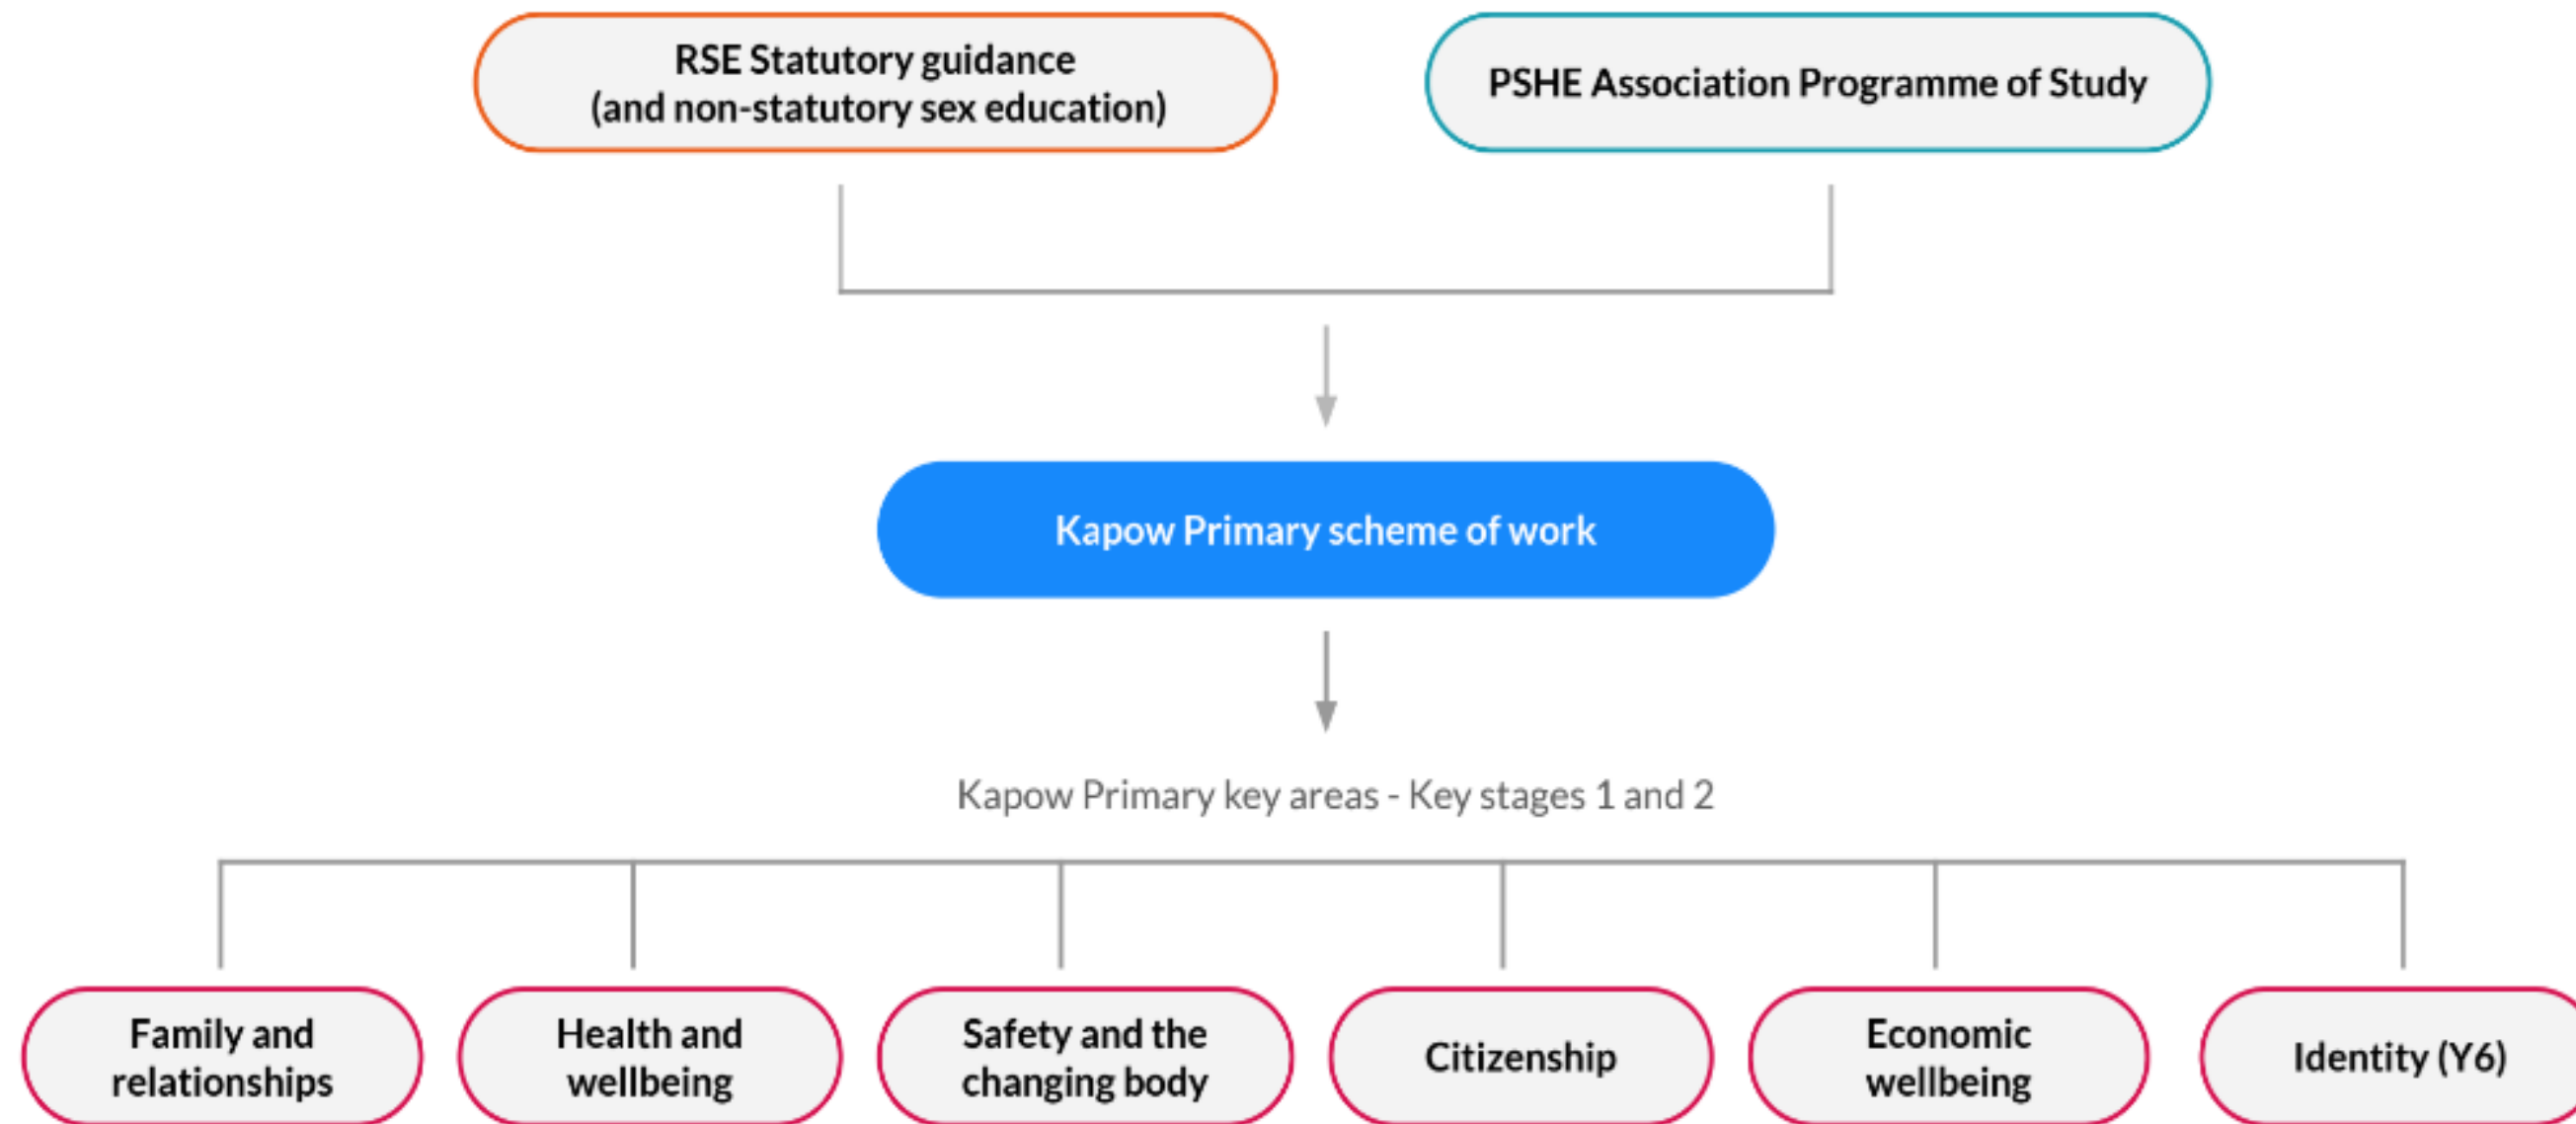 RSE Statutory guidance
(and non-statutory sex education)
PSHE Association Programme of Study
Kapow Primary scheme of work
Kapow Primary key areas - Key stages 1 and 2
Family and
relationships
Health and
wellbeing
Safety and the
changing body
Citizenship
Economic
wellbeing
Identity (Y6)